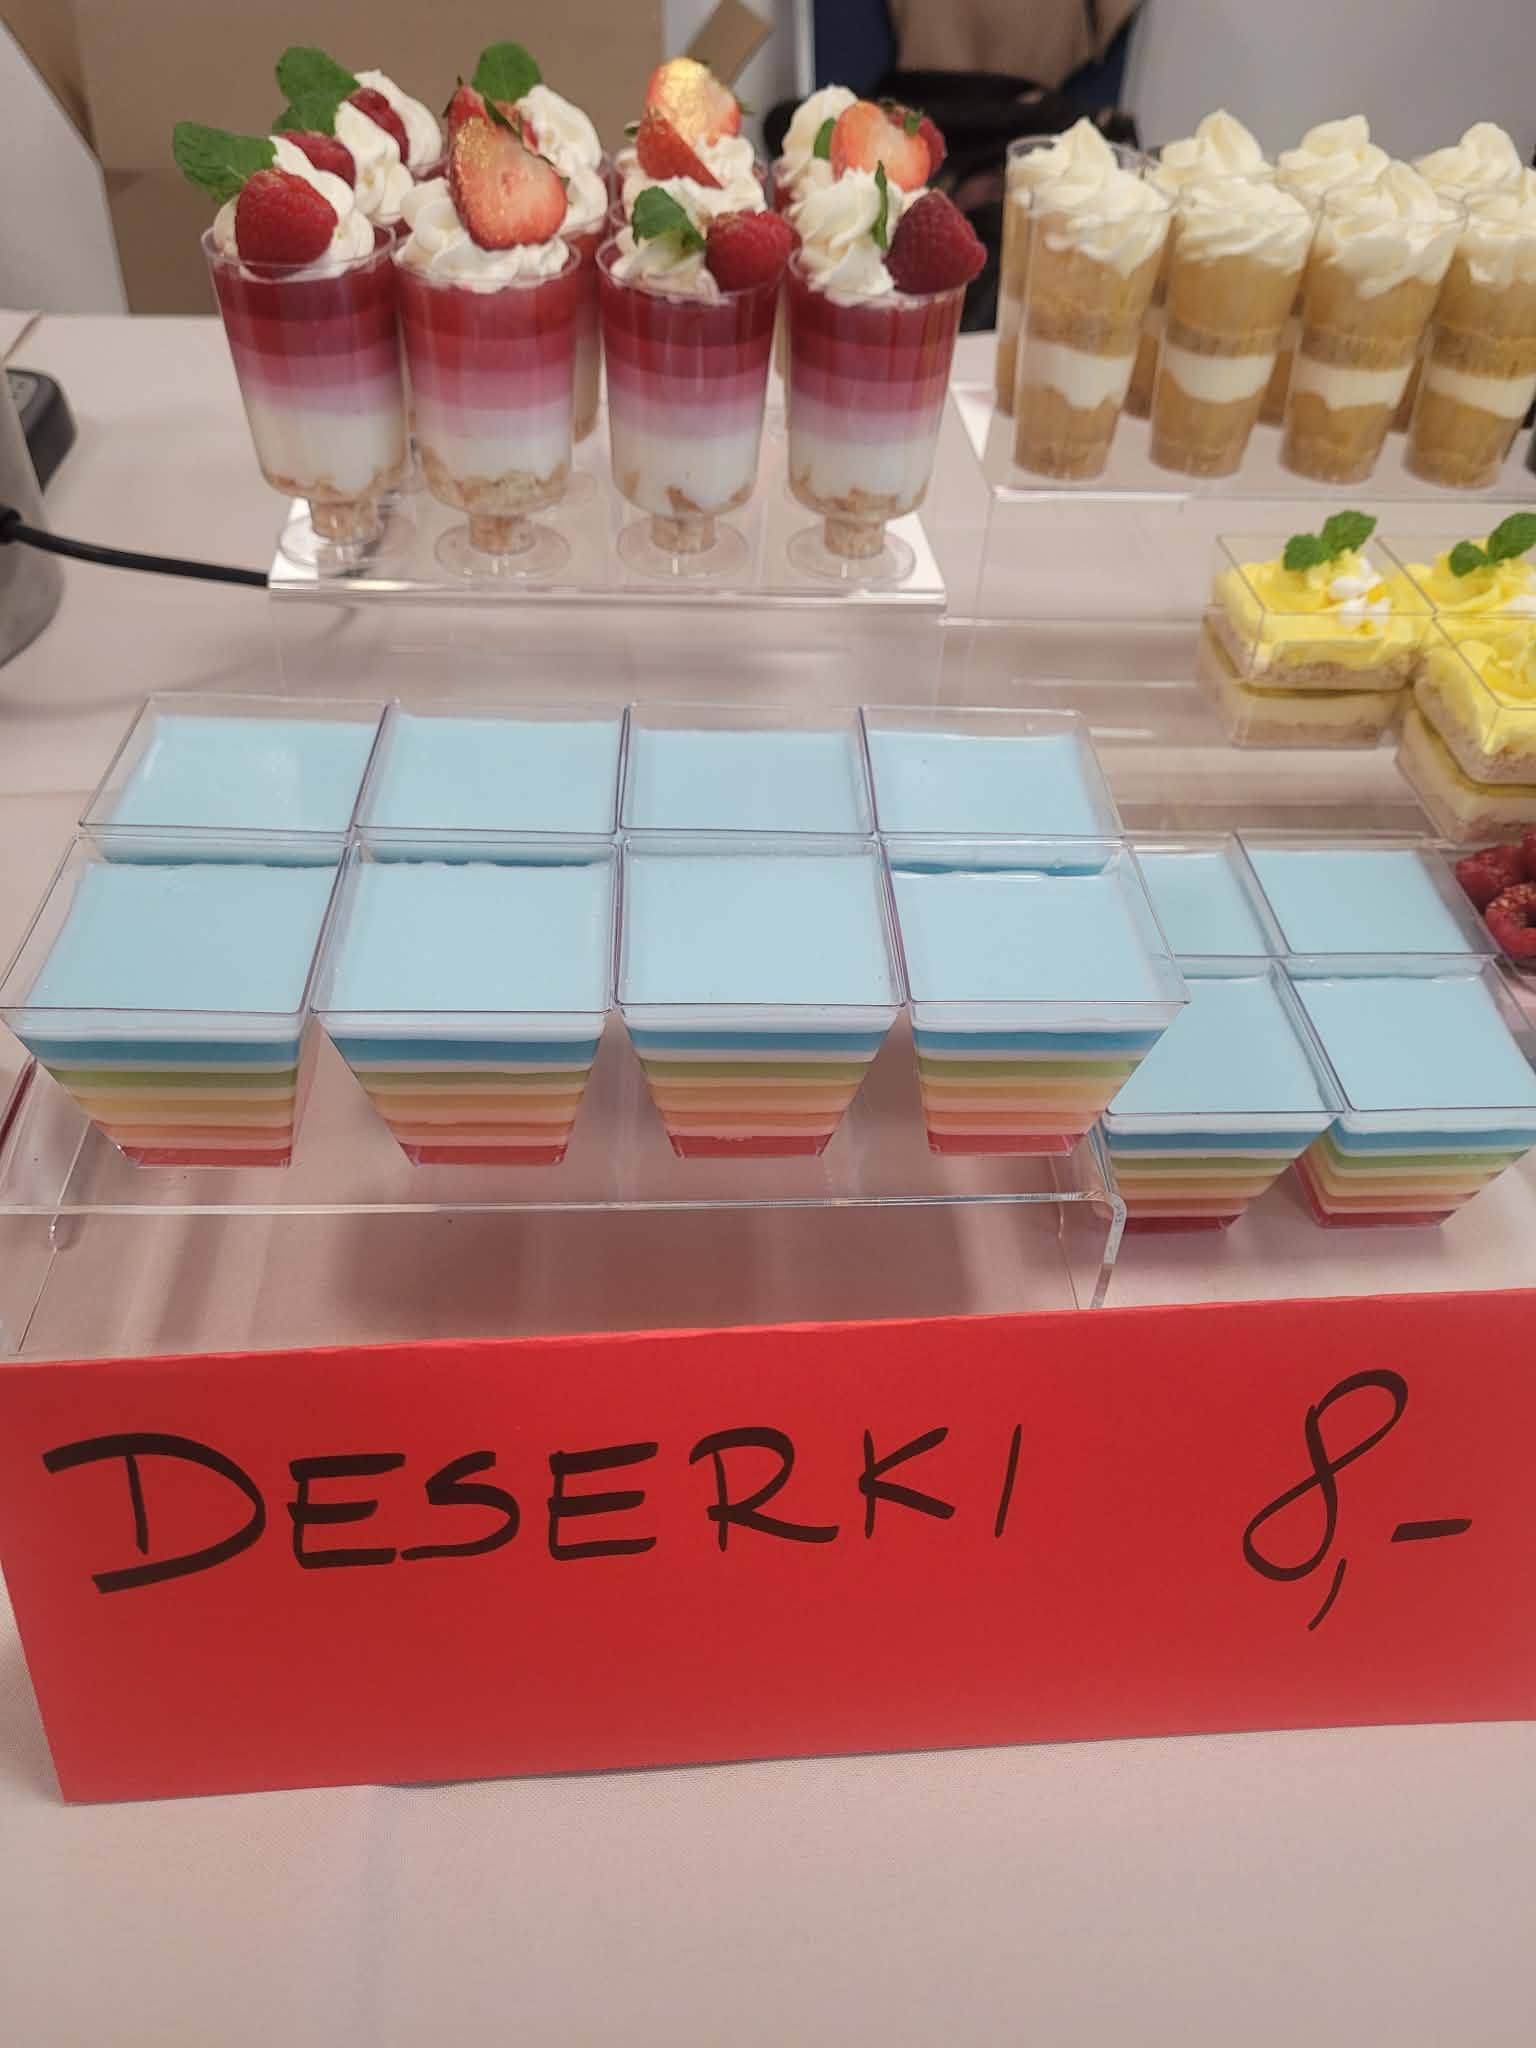 DESERKI 8,-